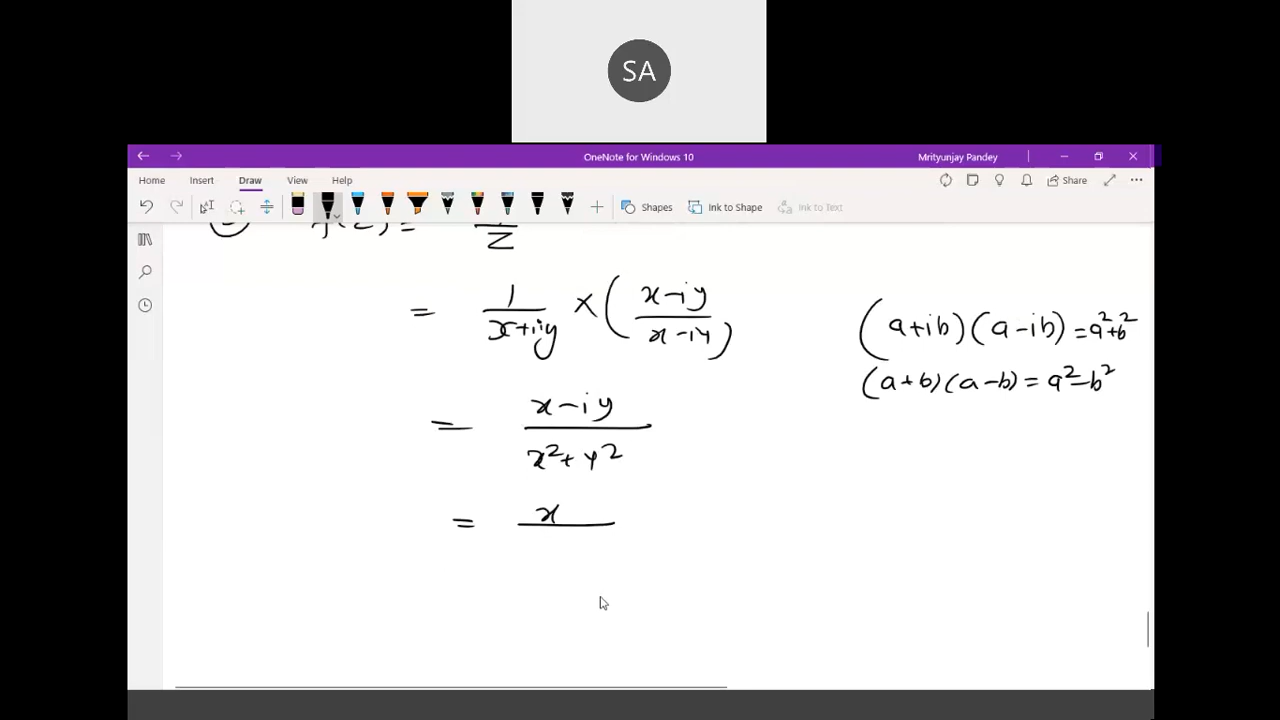 SA
OneNote for Windows 10
Mrityunjay Pandey
Home Insert Draw View Help
Share
Shapes Ink to Shape Ink to Text
f(z) = 1/z
= 1/(x+iy) × ((x-iy)/(x-iy))
(a+ib)(a-ib) = a²+b²
(a+b)(a-b) = a²-b²
= (x-iy)/(x²+y²)
= x